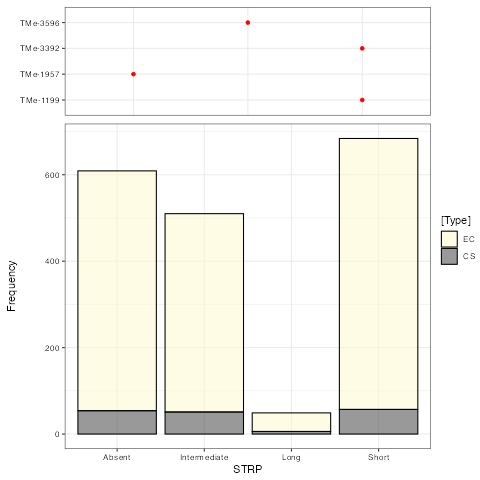 TMe-3596
TMe-3392
TMe-1957
TMe-1199
600
400
200
0
Frequency
Absent Intermediate Long Short
STRP
[Type]
EC
CS